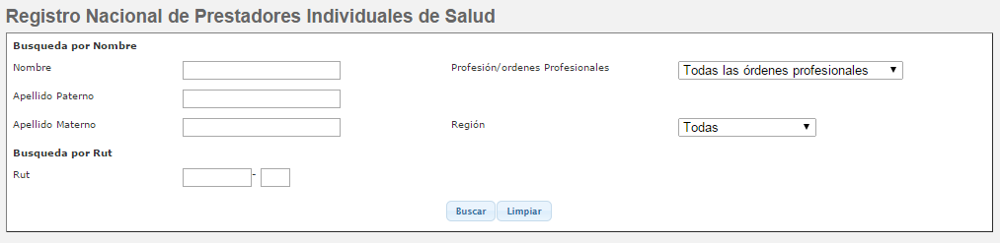 Registro Nacional de Prestadores Individuales de Salud
Busqueda por Nombre
Nombre
Profesión/ordenes Profesionales
Todas las órdenes profesionales
Apellido Paterno
Apellido Materno
Región
Todas
Busqueda por Rut
Rut
-
Buscar
Limpiar